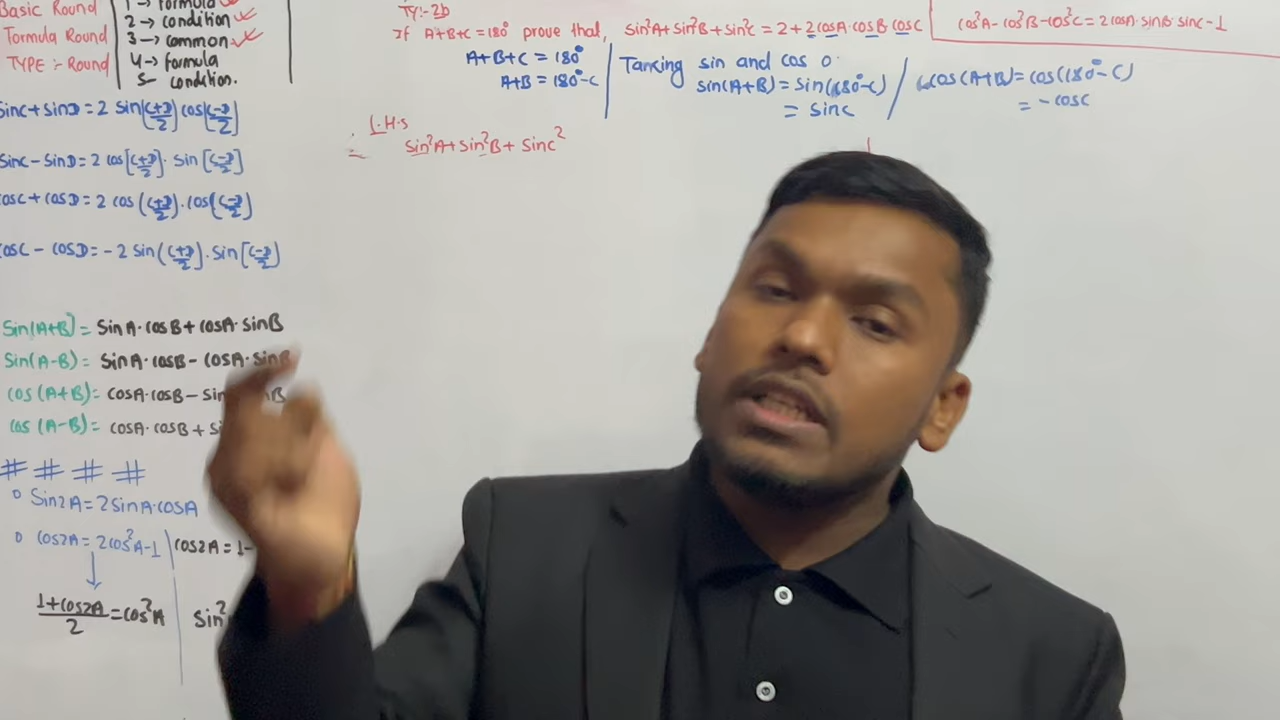 Basic Round
Formula Round
TYPE :- Round
1 → formula ✓
2 → condition ✓
3 → common ✓
4 → formula
5 - condition.
sinC+sinD=2 sin(C+D/2) cos(C-D/2)
sinC-sinD=2 cos[C+D/2]· sin[C-D/2]
cosC+cosD=2 cos(C+D/2)·cos(C-D/2)
cosC-cosD=-2 sin(C+D/2)·sin[C-D/2]
Sin(A+B)= SinA·cosB+cosA·sinB
Sin(A-B)= SinA·cosB-cosA·sinB
cos(A+B)= cosA·cosB-sin B
cos(A-B)= cosA·cosB+si
# # # #
Sin2A=2SinA·cosA
cos2A=2cos²A-1 | cos2A=1-
1+cos2A/2=cos²A
Sin²
Ty:-2b
If A+B+C=180° prove that, sin²A+sin²B+sin²C=2+2cosA·cosB·cosC
cos²A-cos²B-cos²C=2cosA·sinB·sinC-1
A+B+C=180°
A+B=180°-C
Tanking sin and cos o
sin(A+B)=sin(180°-C)
= sinC
cos(A+B)=cos(180°-C)
= -cosC
L·H·S
∴ = sin²A+sin²B+sinC²